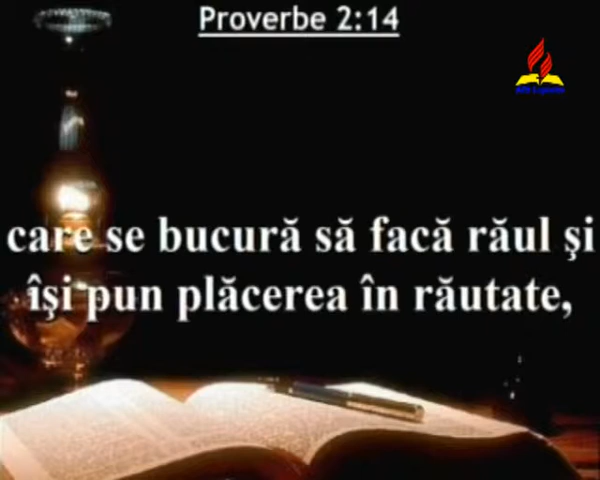 Proverbe 2:14
care se bucură să facă răul şi
îşi pun plăcerea în răutate,